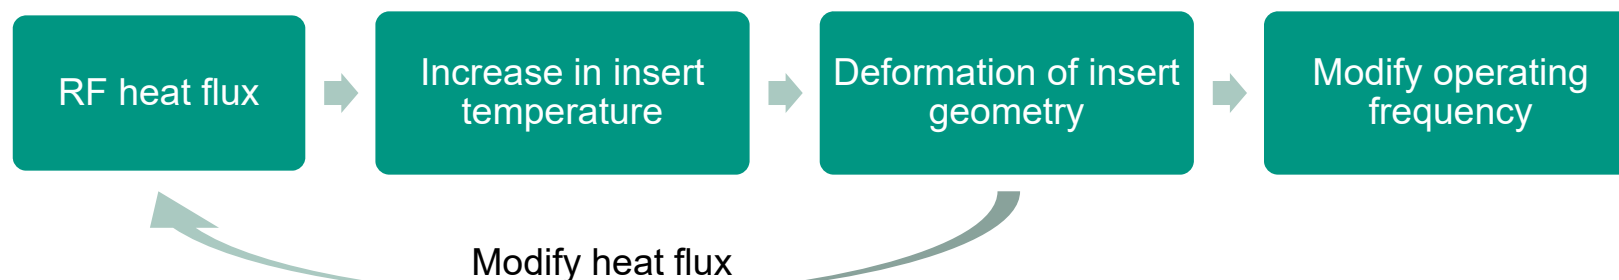 RF heat flux
Increase in insert
temperature
Deformation of insert
geometry
Modify operating
frequency
Modify heat flux